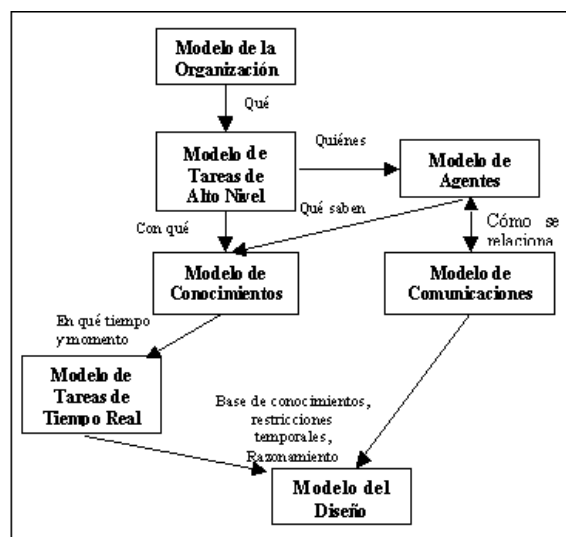 Modelo de la
Organización
Qué
Modelo de
Tareas de
Alto Nivel
Quiénes
Modelo de
Agentes
Qué saben
Con qué
Cómo se
relaciona
Modelo de
Conocimientos
Modelo de
Comunicaciones
En qué tiempo
y momento
Modelo de
Tareas de
Tiempo Real
Base de conocimientos,
restricciones
temporales,
Razonamiento
Modelo del
Diseño